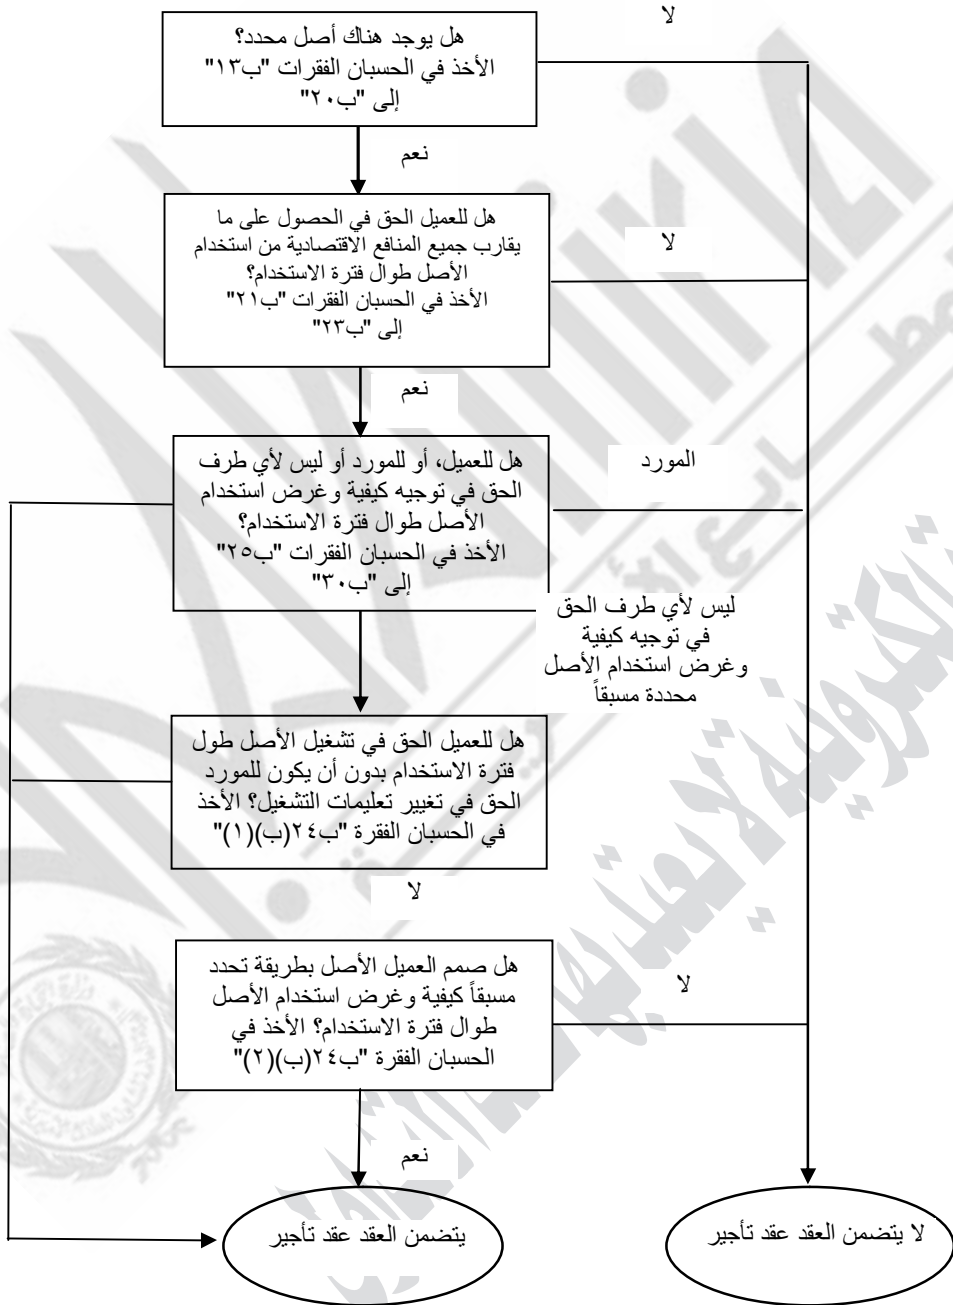 لا
هل يوجد هناك أصل محدد؟
الأخذ في الحسبان الفقرات "ب١٣"
إلى "ب٢٠"
نعم
هل للعميل الحق في الحصول على ما
يقارب جميع المنافع الاقتصادية من استخدام
الأصل طوال فترة الاستخدام؟
الأخذ في الحسبان الفقرات "ب٢١"
إلى "ب٢٣"
لا
نعم
هل للعميل، أو للمورد أو ليس لأي طرف
الحق في توجيه كيفية وغرض استخدام
الأصل طوال فترة الاستخدام؟
الأخذ في الحسبان الفقرات "ب٢٥"
إلى "ب٣٠"
المورد
ليس لأي طرف الحق
في توجيه كيفية
وغرض استخدام الأصل
محددة مسبقاً
هل للعميل الحق في تشغيل الأصل طول
فترة الاستخدام بدون أن يكون للمورد
الحق في تغيير تعليمات التشغيل؟ الأخذ
في الحسبان الفقرة "ب٢٤(ب)(١)"
لا
هل صمم العميل الأصل بطريقة تحدد
مسبقاً كيفية وغرض استخدام الأصل
طوال فترة الاستخدام؟ الأخذ في
الحسبان الفقرة "ب٢٤(ب)(٢)"
لا
نعم
يتضمن العقد عقد تأجير
لا يتضمن العقد عقد تأجير